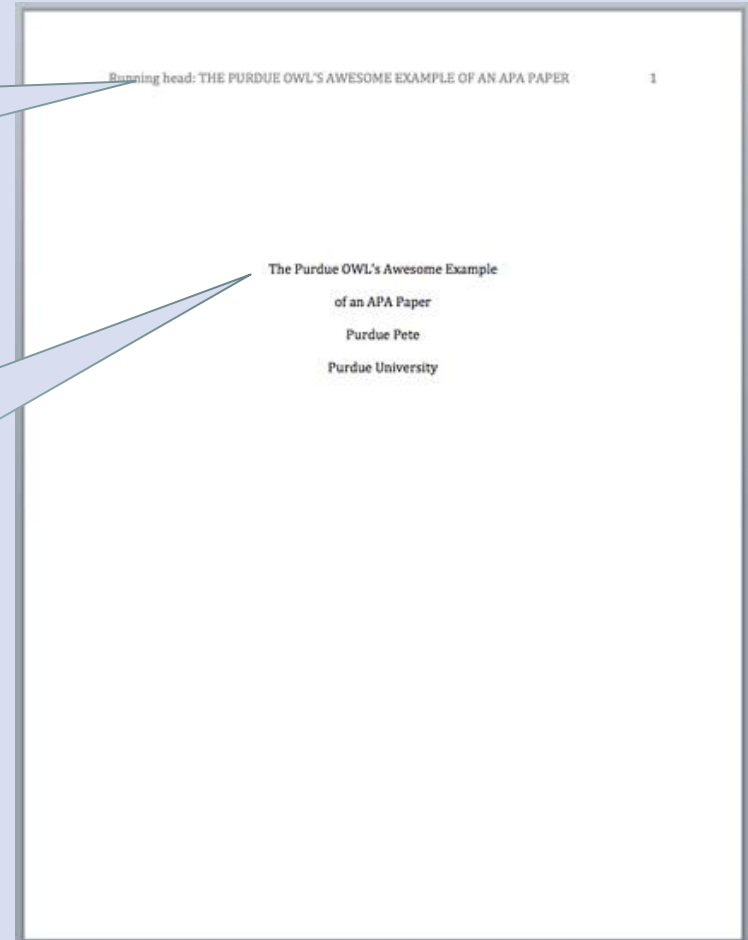 Running head: THE PURDUE OWL'S AWESOME EXAMPLE OF AN APA PAPER 1
The Purdue OWL's Awesome Example
of an APA Paper
Purdue Pete
Purdue University